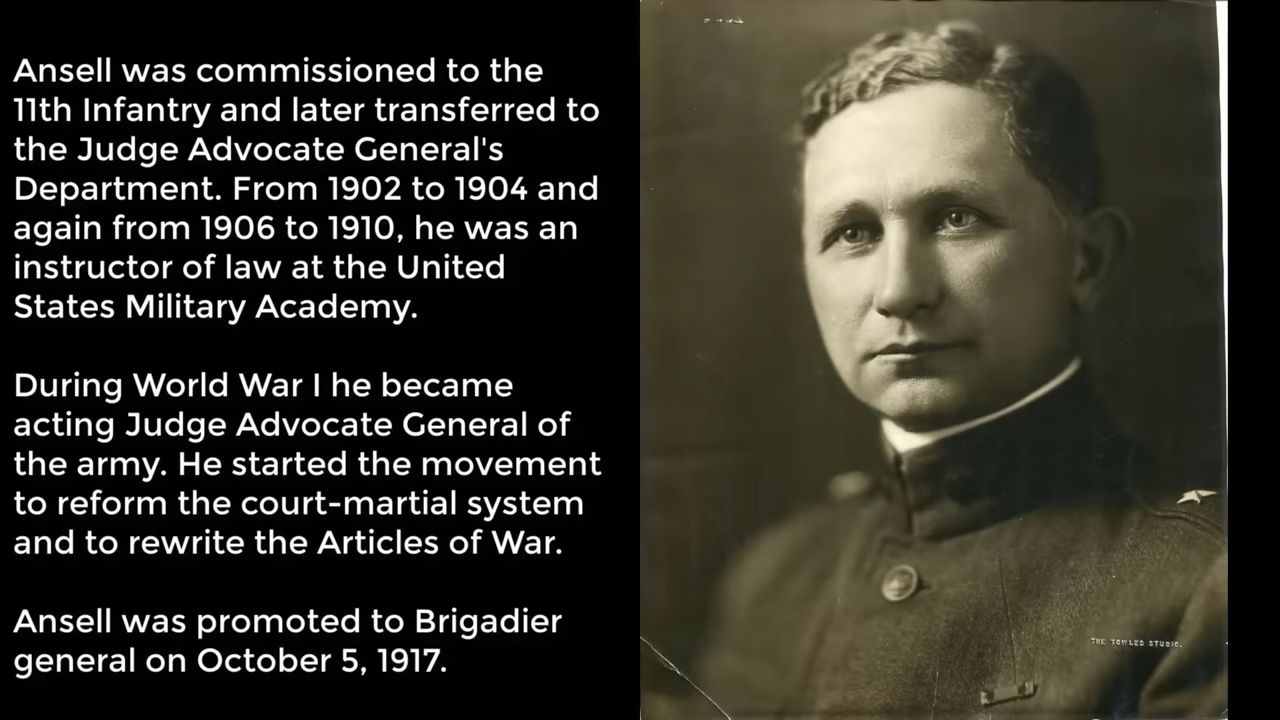 Ansell was commissioned to the
11th Infantry and later transferred to
the Judge Advocate General's
Department. From 1902 to 1904 and
again from 1906 to 1910, he was an
instructor of law at the United
States Military Academy.
During World War I he became
acting Judge Advocate General of
the army. He started the movement
to reform the court-martial system
and to rewrite the Articles of War.
Ansell was promoted to Brigadier
general on October 5, 1917.
THE TOWLES STUDIO.